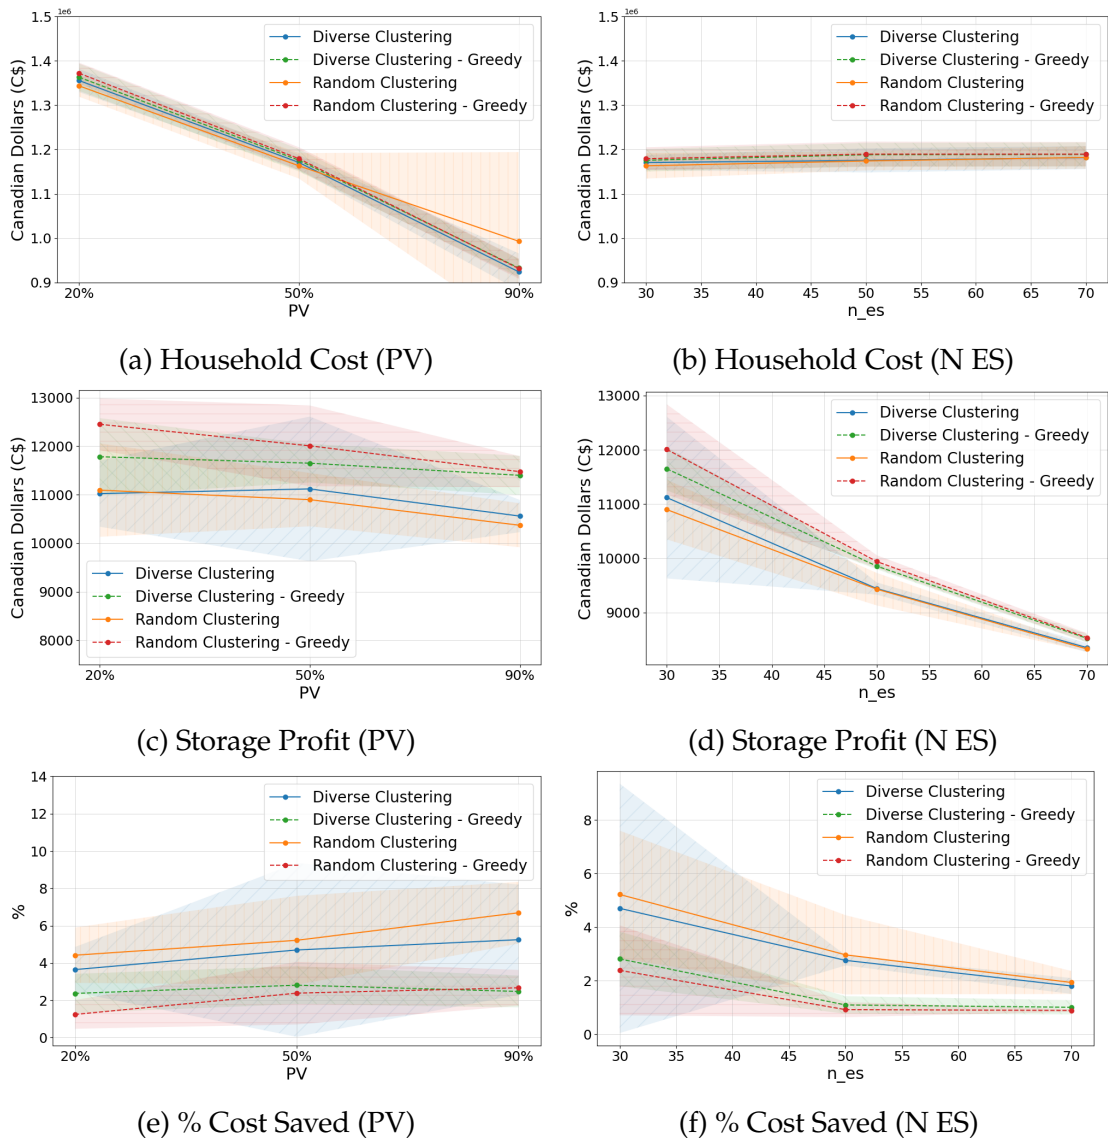 1e6
1.5
1.4
1.3
1.2
1.1
1.0
0.9
Canadian Dollars (C$)
Diverse Clustering
Diverse Clustering - Greedy
Random Clustering
Random Clustering - Greedy
20% 50% 90%
PV
(a) Household Cost (PV)
1e6
1.5
1.4
1.3
1.2
1.1
1.0
0.9
Canadian Dollars (C$)
Diverse Clustering
Diverse Clustering - Greedy
Random Clustering
Random Clustering - Greedy
30 35 40 45 50 55 60 65 70
n_es
(b) Household Cost (N ES)
13000
12000
11000
10000
9000
8000
Canadian Dollars (C$)
Diverse Clustering
Diverse Clustering - Greedy
Random Clustering
Random Clustering - Greedy
20% 50% 90%
PV
(c) Storage Profit (PV)
13000
12000
11000
10000
9000
Canadian Dollars (C$)
Diverse Clustering
Diverse Clustering - Greedy
Random Clustering
Random Clustering - Greedy
30 35 40 45 50 55 60 65 70
n_es
(d) Storage Profit (N ES)
14
12
10
8
6
4
2
0
%
Diverse Clustering
Diverse Clustering - Greedy
Random Clustering
Random Clustering - Greedy
20% 50% 90%
PV
(e) % Cost Saved (PV)
8
6
4
2
0
%
Diverse Clustering
Diverse Clustering - Greedy
Random Clustering
Random Clustering - Greedy
30 35 40 45 50 55 60 65 70
n_es
(f) % Cost Saved (N ES)